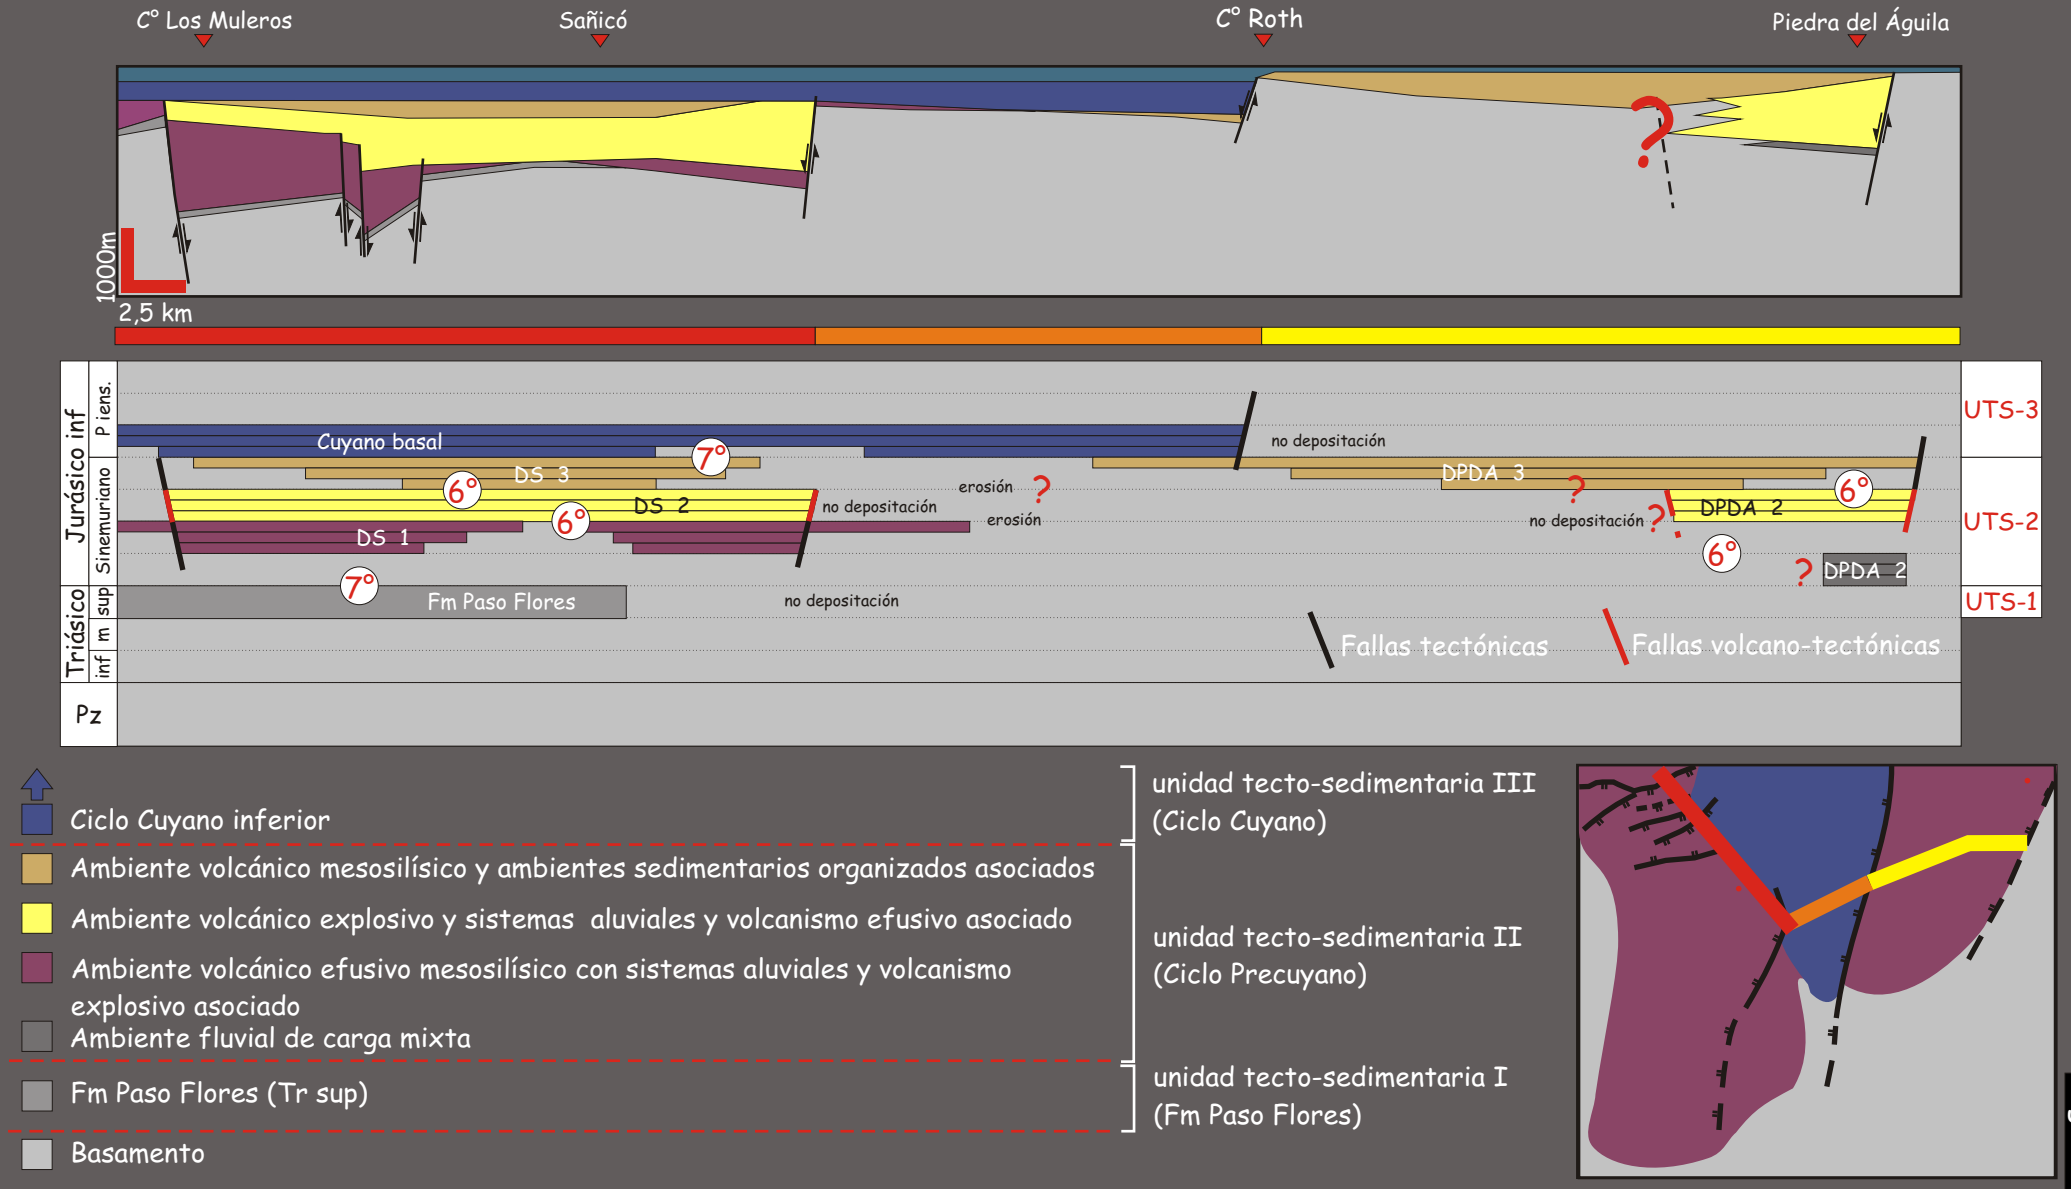 C° Los Muleros
Sañicó
C° Roth
Piedra del Águila
?
1000m
2,5 km
Jurásico inf
Triásico
Pz
Piens.
Sinemuriano
sup
m
inf
UTS-3
UTS-2
UTS-1
Cuyano basal
7°
no depositación
DS 3
6°
erosión ?
DPDA 3
?
6°
DS 2
no depositación
erosión
no depositación ?
DPDA 2
6°
DS 1
6°
? DPDA 2
7°
Fm Paso Flores
no depositación
Fallas tectónicas
Fallas volcano-tectónicas
Ciclo Cuyano inferior
Ambiente volcánico mesosilísico y ambientes sedimentarios organizados asociados
Ambiente volcánico explosivo y sistemas aluviales y volcanismo efusivo asociado
Ambiente volcánico efusivo mesosilísico con sistemas aluviales y volcanismo
explosivo asociado
Ambiente fluvial de carga mixta
Fm Paso Flores (Tr sup)
Basamento
unidad tecto-sedimentaria III
(Ciclo Cuyano)
unidad tecto-sedimentaria II
(Ciclo Precuyano)
unidad tecto-sedimentaria I
(Fm Paso Flores)